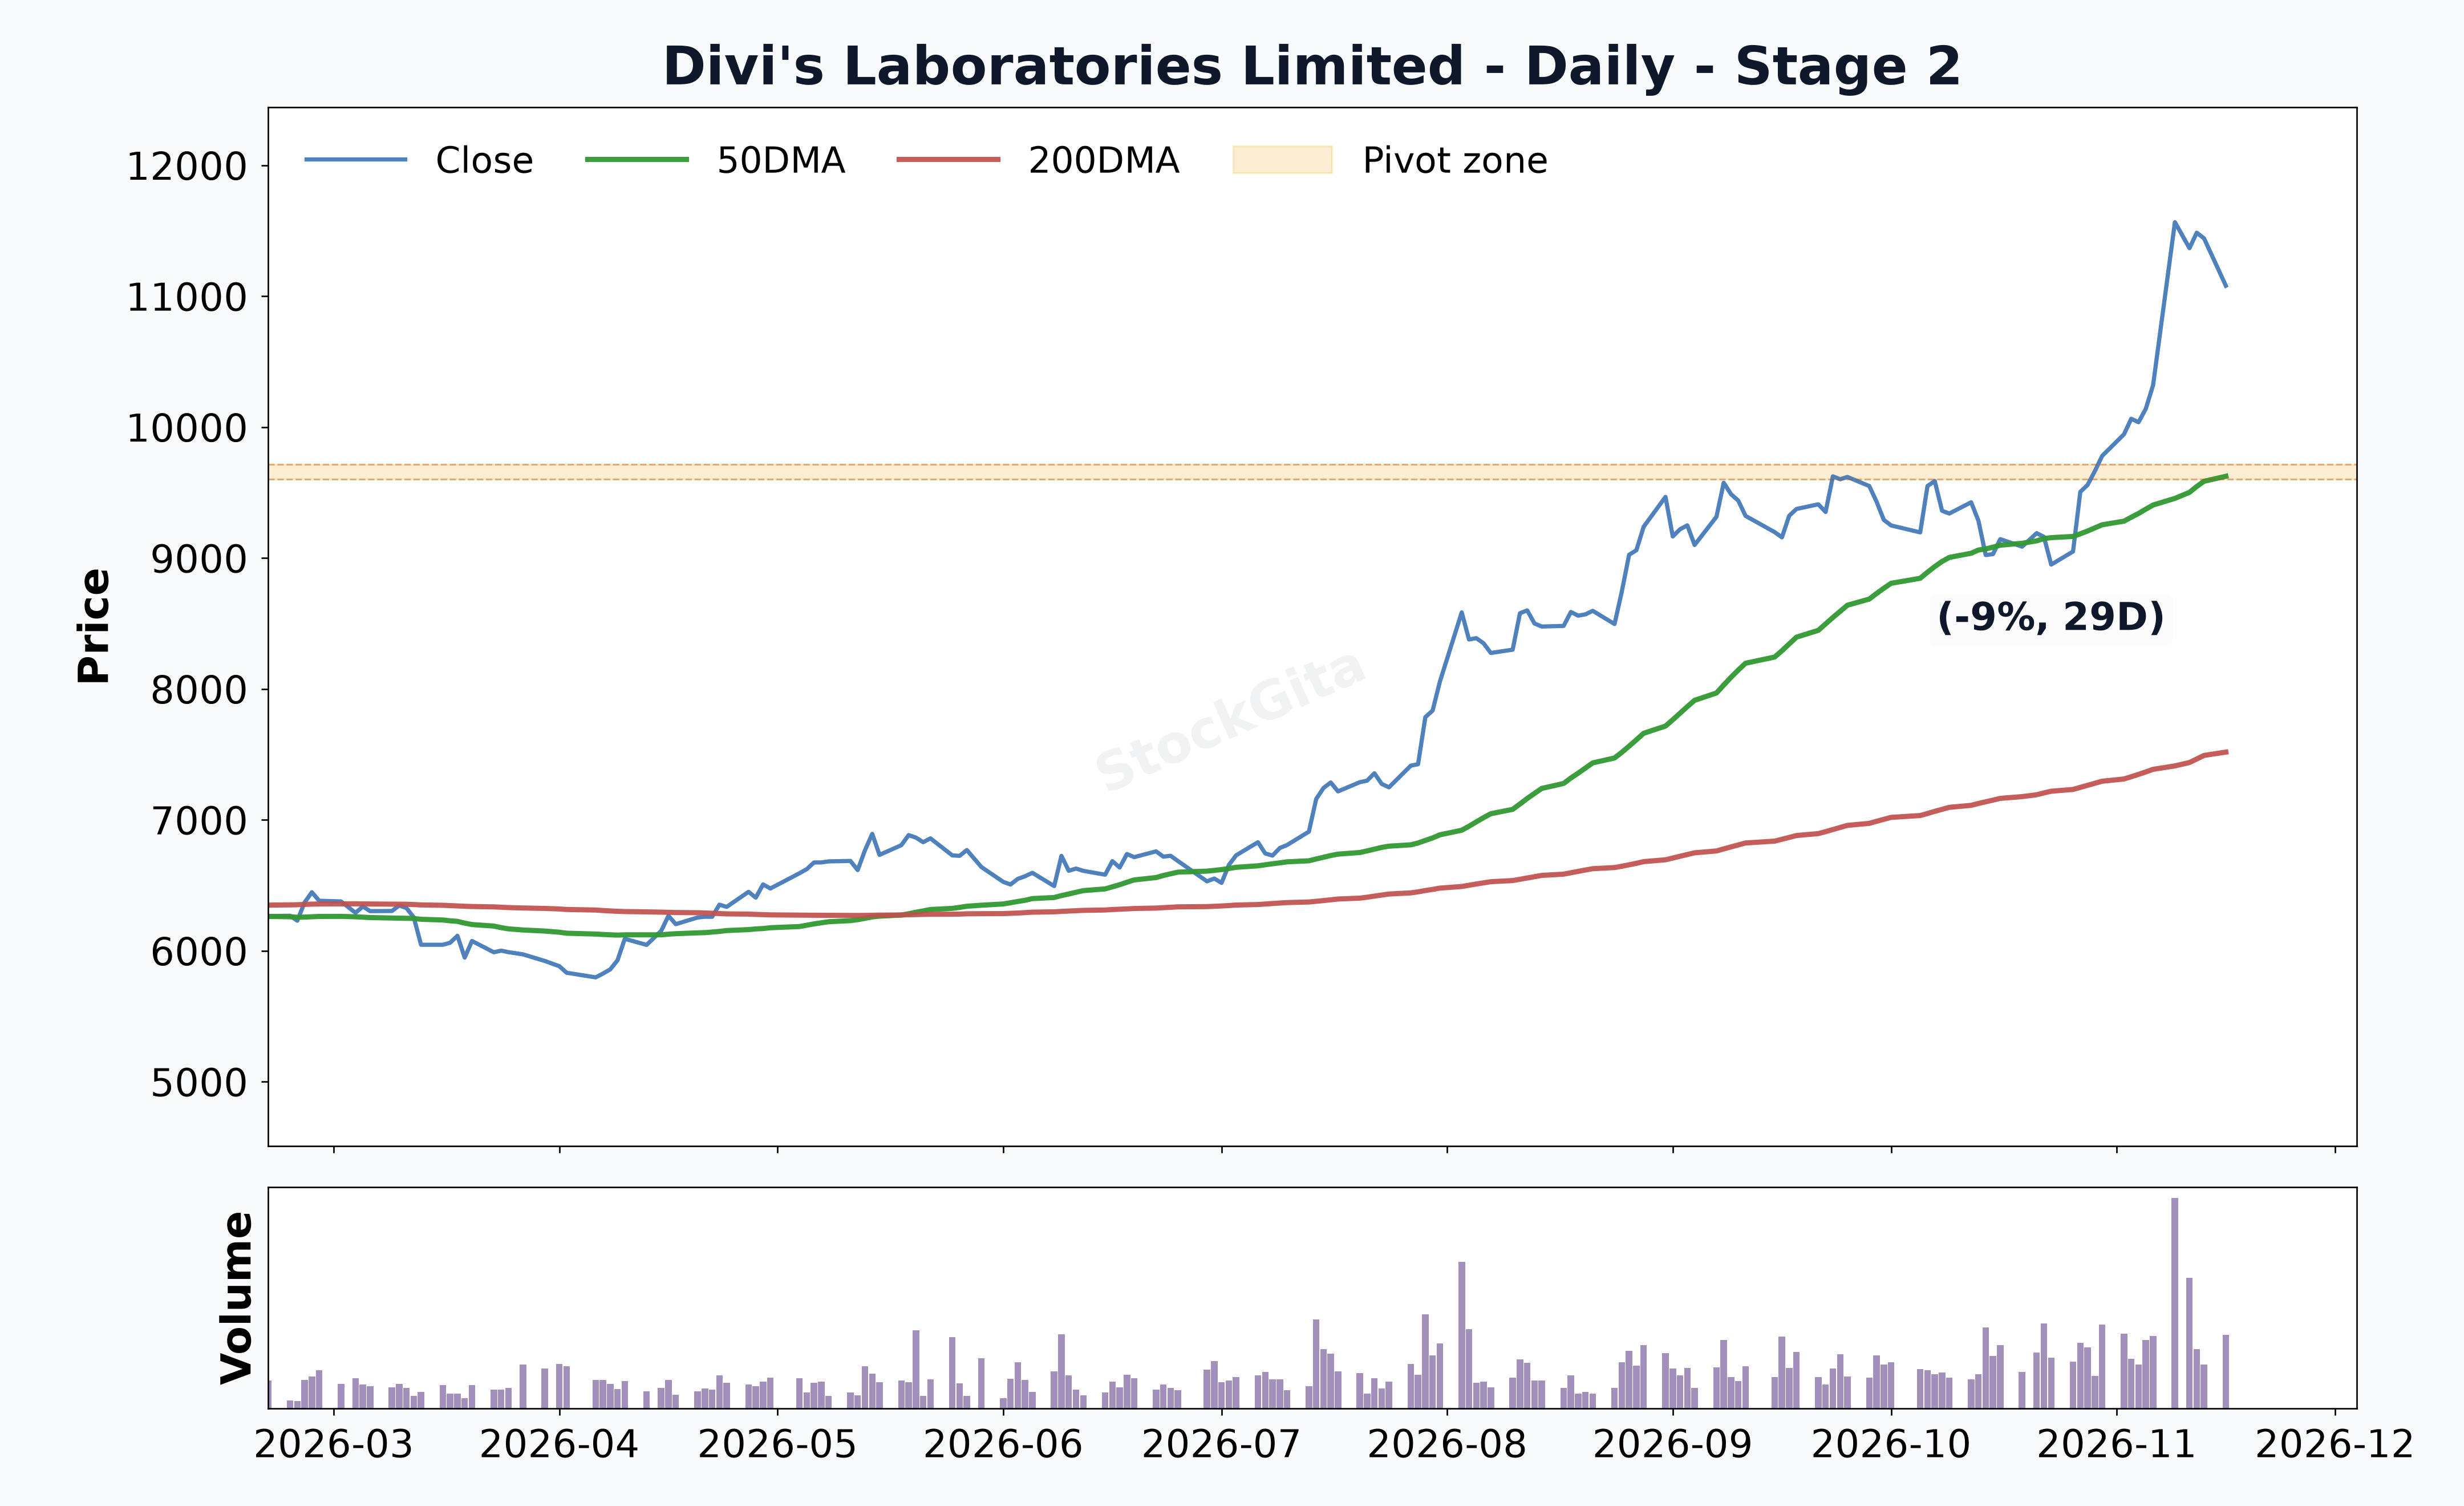 Divi's Laboratories Limited - Daily - Stage 2
Close 50DMA 200DMA Pivot zone
12000
11000
10000
9000
8000
7000
6000
5000
Price
(-9%, 29D)
StockGita
Volume
2026-03 2026-04 2026-05 2026-06 2026-07 2026-08 2026-09 2026-10 2026-11 2026-12